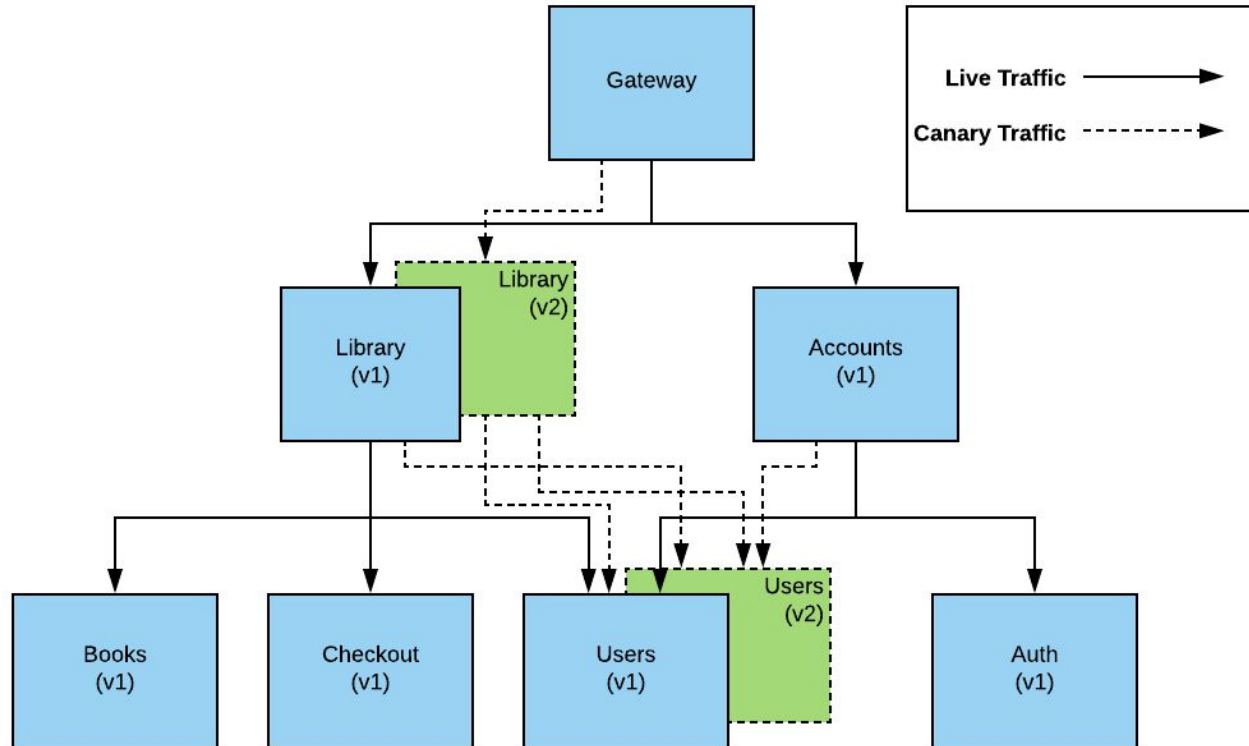 Gateway
Live Traffic
Canary Traffic
Library
(v2)
Library
(v1)
Accounts
(v1)
Users
(v2)
Books
(v1)
Checkout
(v1)
Users
(v1)
Auth
(v1)